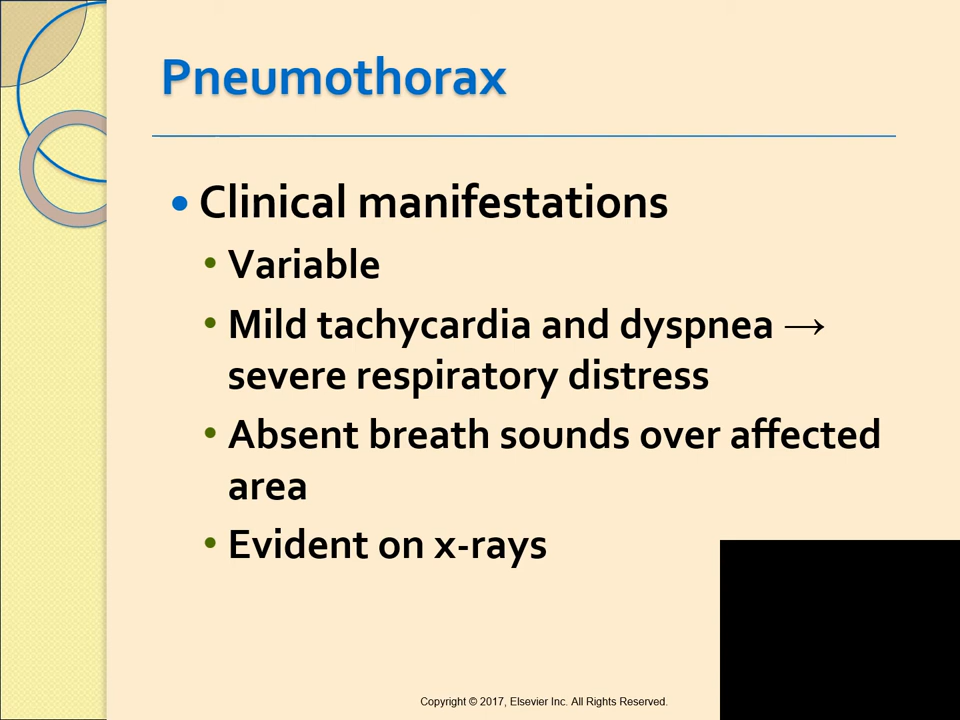 Pneumothorax
• Clinical manifestations
• Variable
• Mild tachycardia and dyspnea →
severe respiratory distress
• Absent breath sounds over affected
area
• Evident on x-rays
Copyright © 2017, Elsevier Inc. All Rights Reserved.